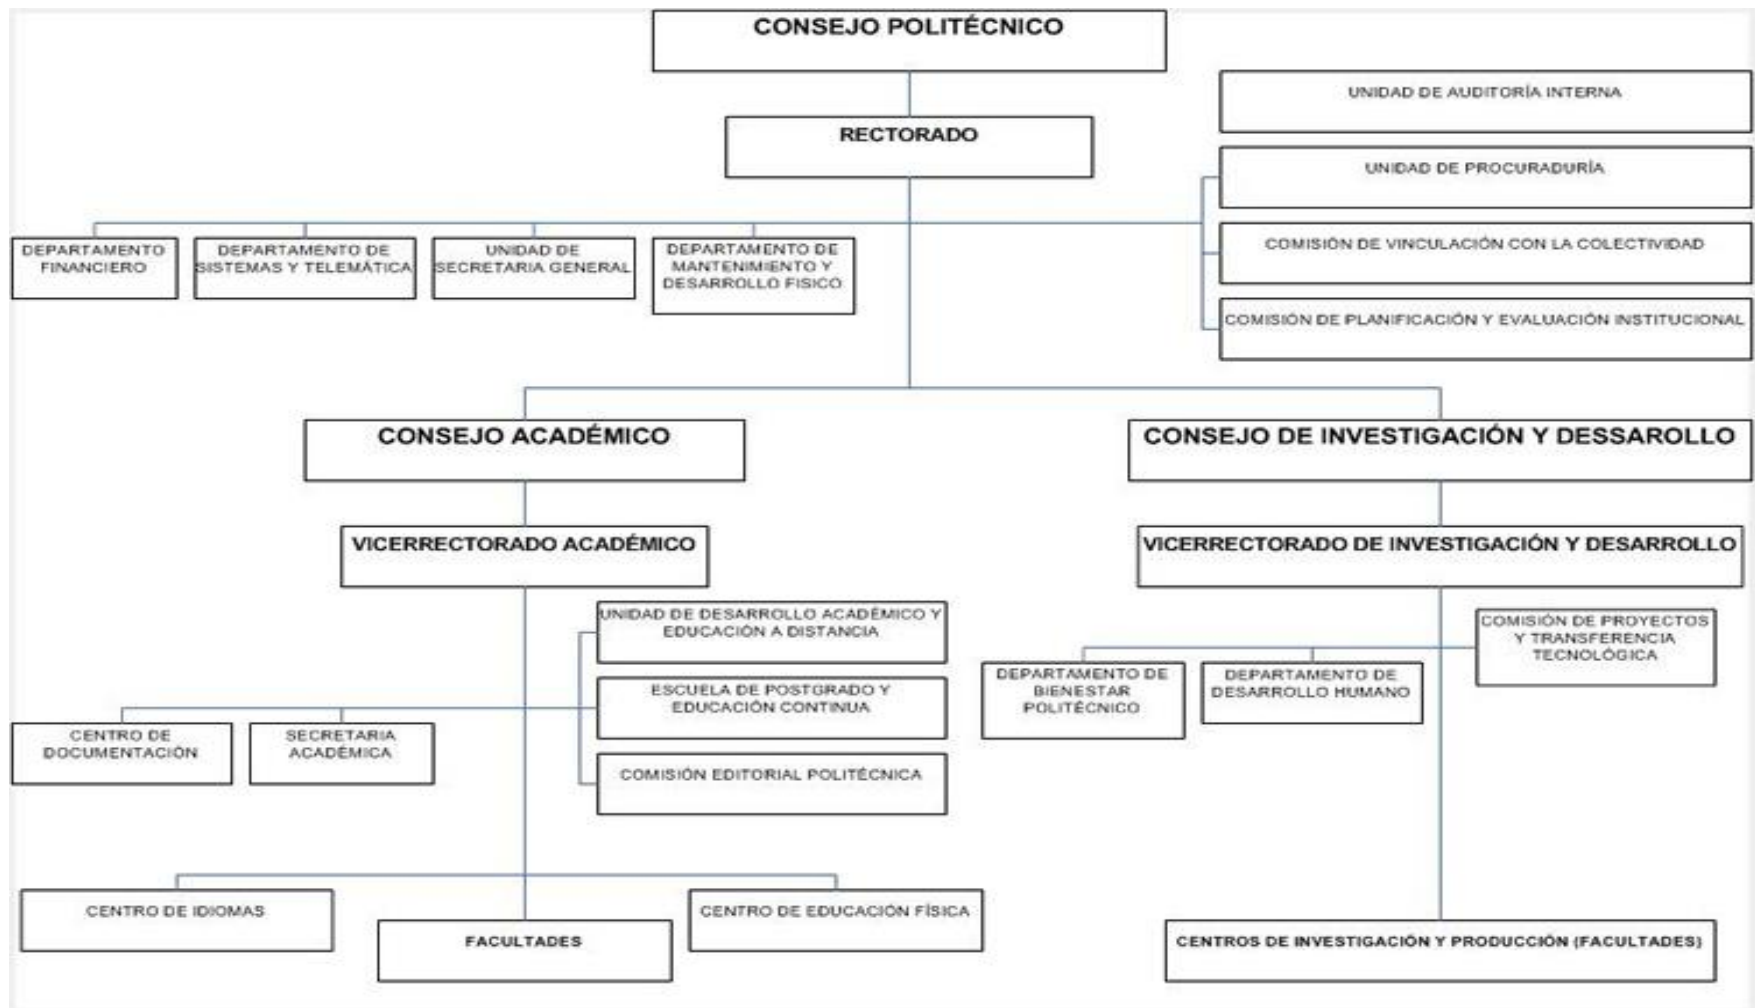 CONSEJO POLITÉCNICO
UNIDAD DE AUDITORÍA INTERNA
RECTORADO
UNIDAD DE PROCURADURÍA
DEPARTAMENTO
FINANCIERO
DEPARTAMENTO DE
SISTEMAS Y TELEMÁTICA
UNIDAD DE
SECRETARIA GENERAL
DEPARTAMENTO DE
MANTENIMIENTO Y
DESARROLLO FISICO
COMISIÓN DE VINCULACIÓN CON LA COLECTIVIDAD
COMISIÓN DE PLANIFICACIÓN Y EVALUACIÓN INSTITUCIONAL
CONSEJO ACADÉMICO
CONSEJO DE INVESTIGACIÓN Y DESSAROLLO
VICERRECTORADO ACADÉMICO
VICERRECTORADO DE INVESTIGACIÓN Y DESARROLLO
UNIDAD DE DESARROLLO ACADÉMICO Y
EDUCACIÓN A DISTANCIA
COMISIÓN DE PROYECTOS
Y TRANSFERENCIA
TECNOLÓGICA
DEPARTAMENTO DE
BIENESTAR
POLITÉCNICO
DEPARTAMENTO DE
DESARROLLO HUMANO
ESCUELA DE POSTGRADO Y
EDUCACIÓN CONTINUA
CENTRO DE
DOCUMENTACIÓN
SECRETARIA
ACADÉMICA
COMISIÓN EDITORIAL POLITÉCNICA
CENTRO DE IDIOMAS
FACULTADES
CENTRO DE EDUCACIÓN FÍSICA
CENTROS DE INVESTIGACIÓN Y PRODUCCIÓN (FACULTADES)